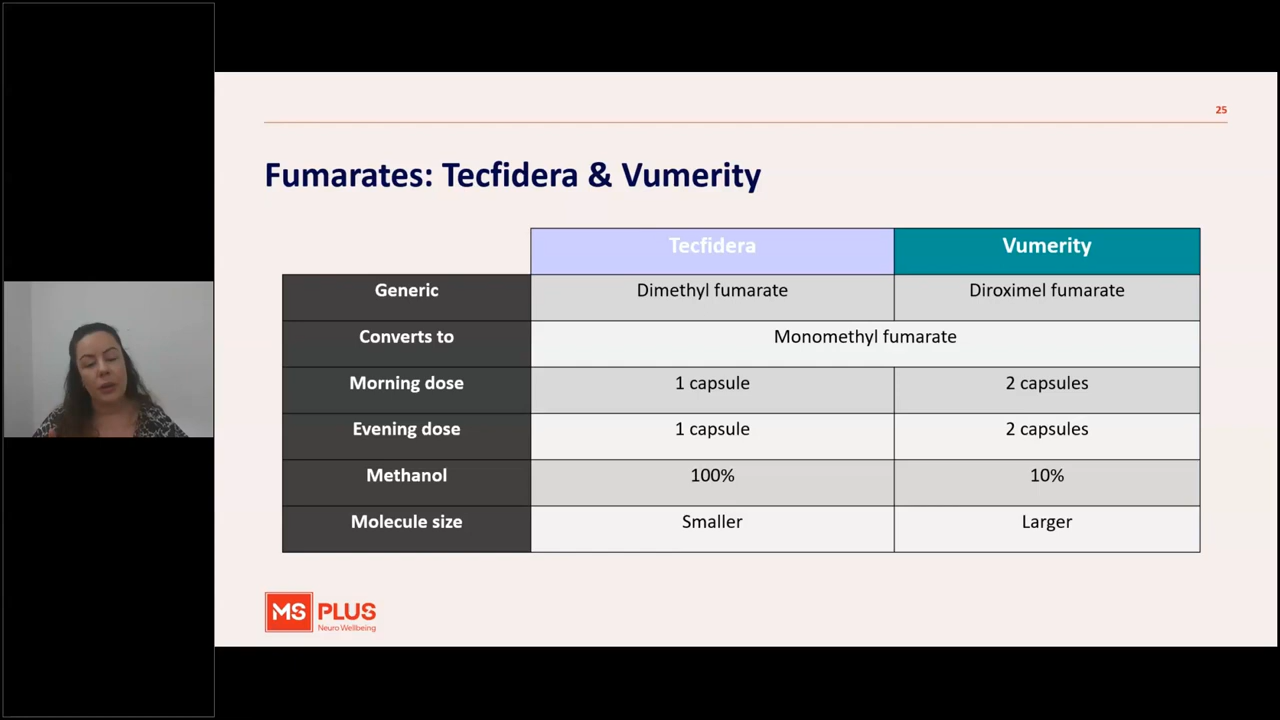 25
Fumarates: Tecfidera & Vumerity
Tecfidera Vumerity
Generic Dimethyl fumarate Diroximel fumarate
Converts to Monomethyl fumarate
Morning dose 1 capsule 2 capsules
Evening dose 1 capsule 2 capsules
Methanol 100% 10%
Molecule size Smaller Larger
MS PLUS
Neuro Wellbeing